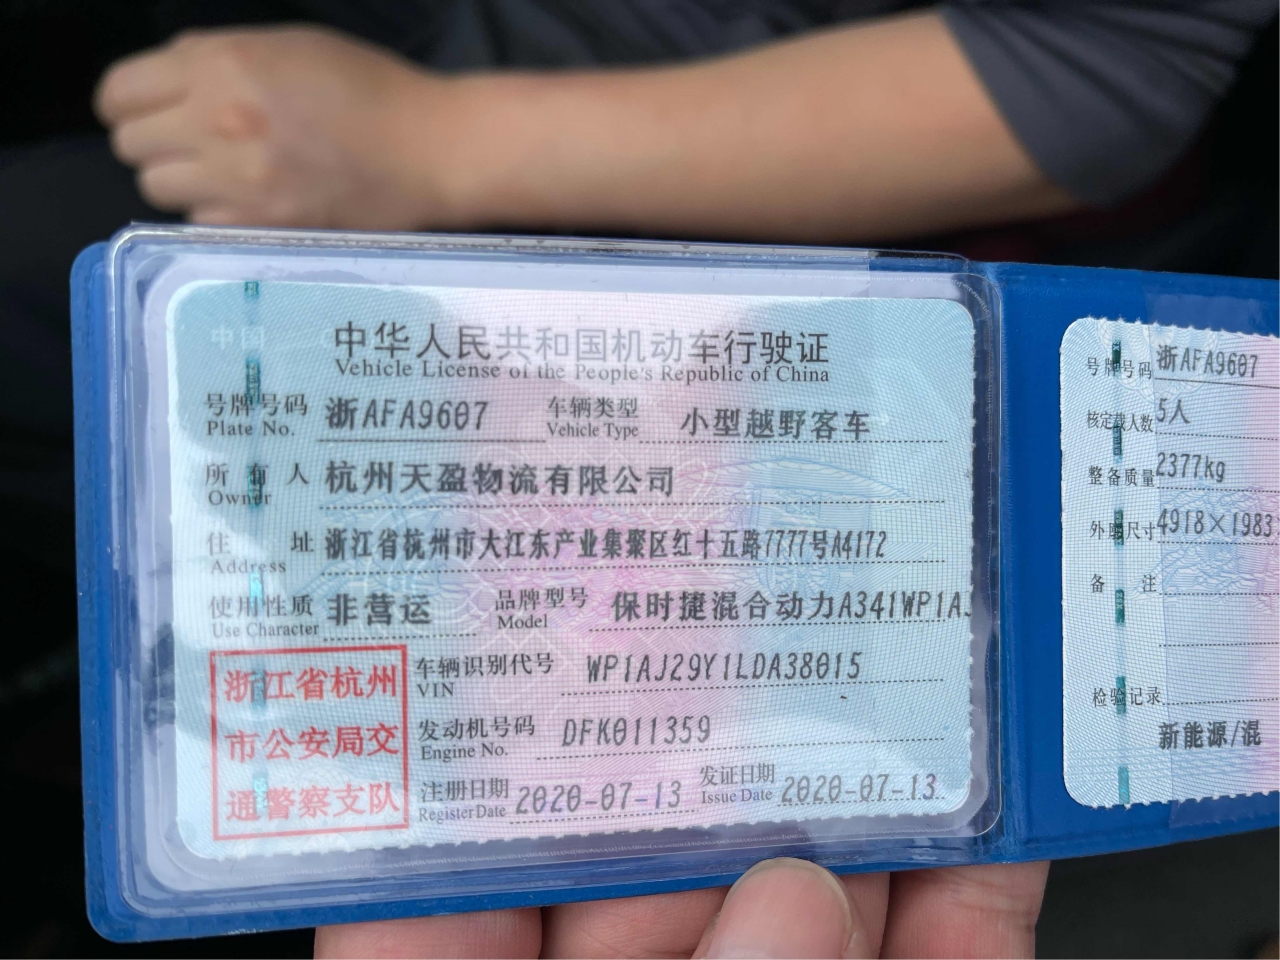 中国
中华人民共和国机动车行驶证
Vehicle License of the People's Republic of China
号牌号码 浙AFA9607 车辆类型 小型越野客车
Plate No. Vehicle Type
所有人 杭州天盈物流有限公司
Owner
住址 浙江省杭州市大江东产业集聚区红十五路7777号A4172
Address
使用性质 非营运 品牌型号 保时捷混合动力A341WP1AJ
Use Character Model
浙江省杭州
市公安局交
通警察支队
车辆识别代号 WP1AJ29Y1LDA38015
VIN
发动机号码 DFK011359
Engine No.
注册日期 2020-07-13 发证日期 2020-07-13
Register Date Issue Date
号牌号码 浙AFA9607
核定载人数 5人
整备质量 2377kg
外廓尺寸 4918×1983
备注
检验记录
新能源/混